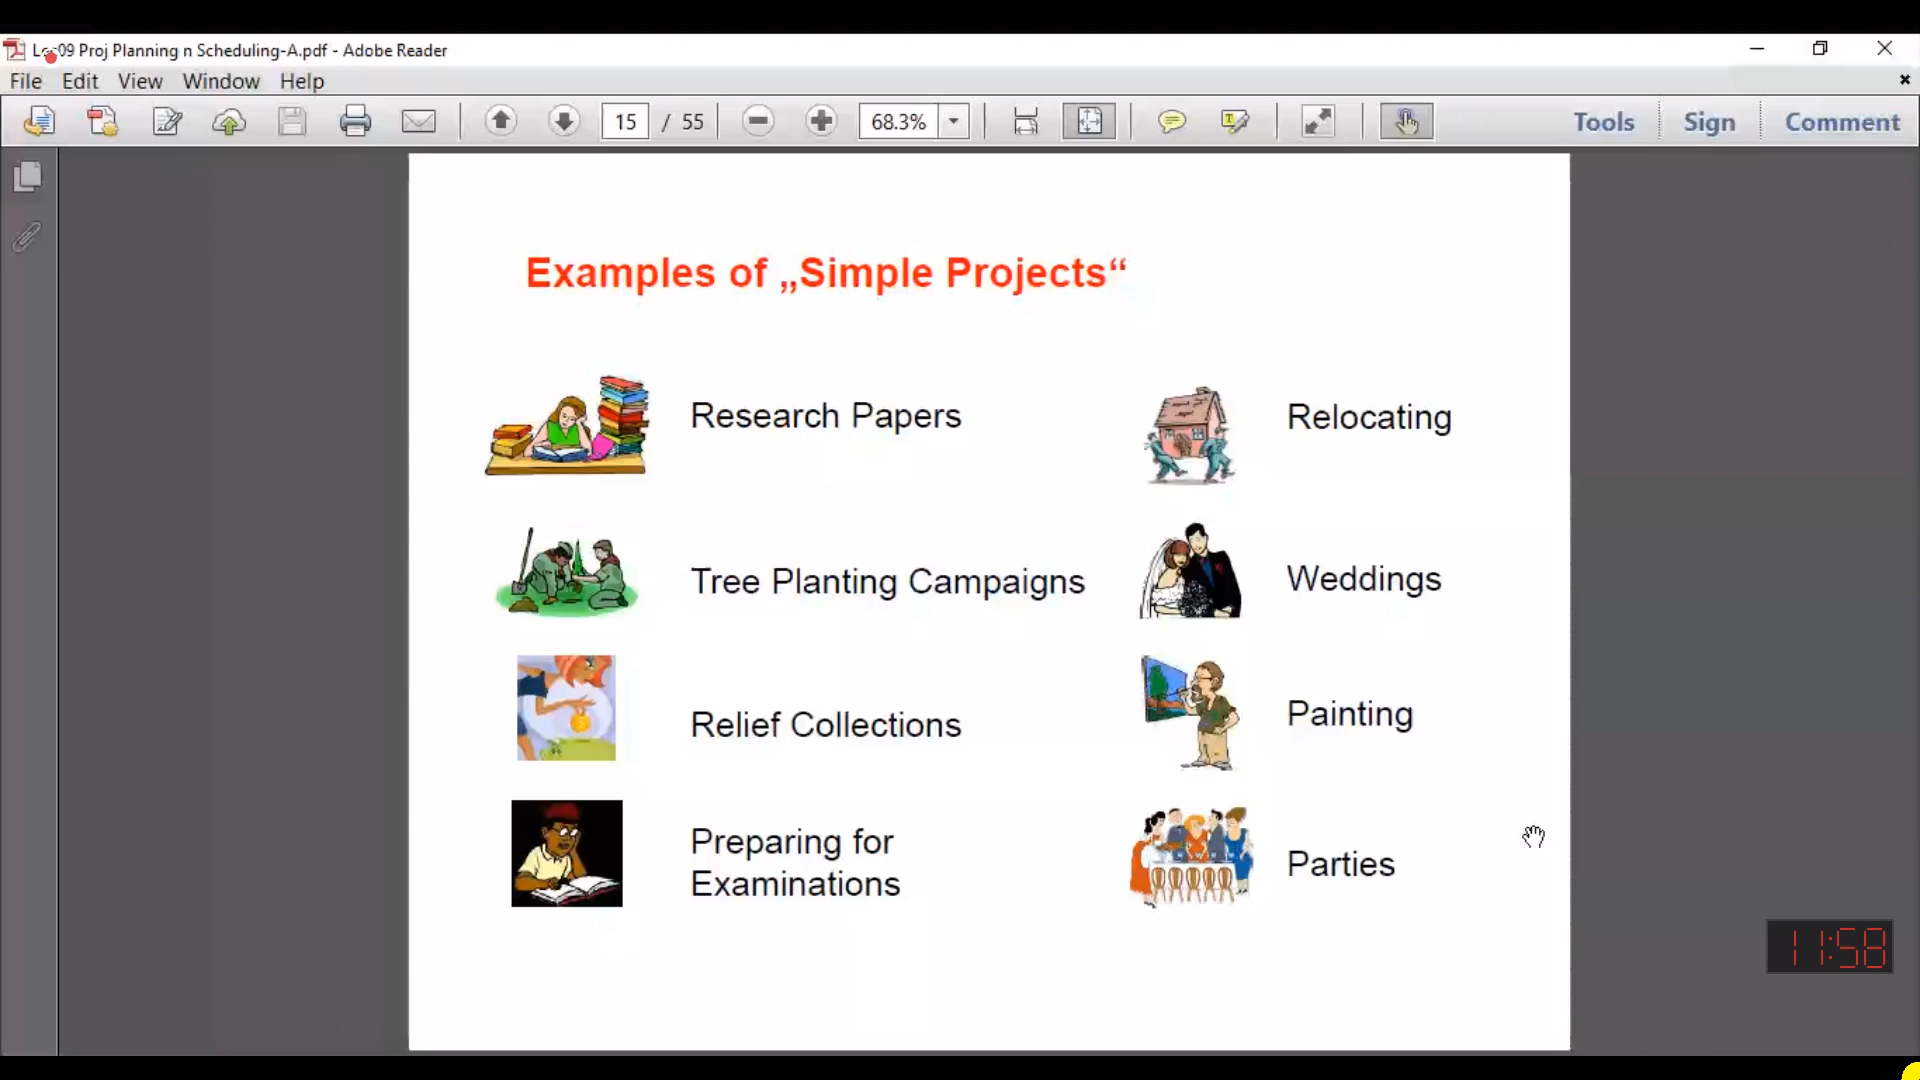 09 Proj Planning n Scheduling-A.pdf - Adobe Reader
File Edit View Window Help
15 / 55 68.3% Tools Sign Comment
Examples of „Simple Projects“
Research Papers
Relocating
Tree Planting Campaigns
Weddings
Relief Collections
Painting
Preparing for
Examinations
Parties
11:58